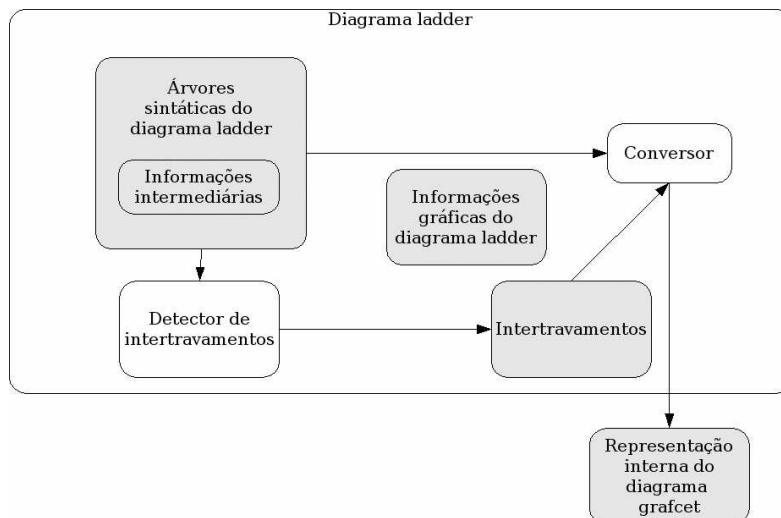 Diagrama ladder
Árvores
sintáticas do
diagrama ladder
Informações
intermediárias
Conversor
Informações
gráficas do
diagrama ladder
Detector de
intertravamentos
Intertravamentos
Representação
interna do
diagrama
grafcet